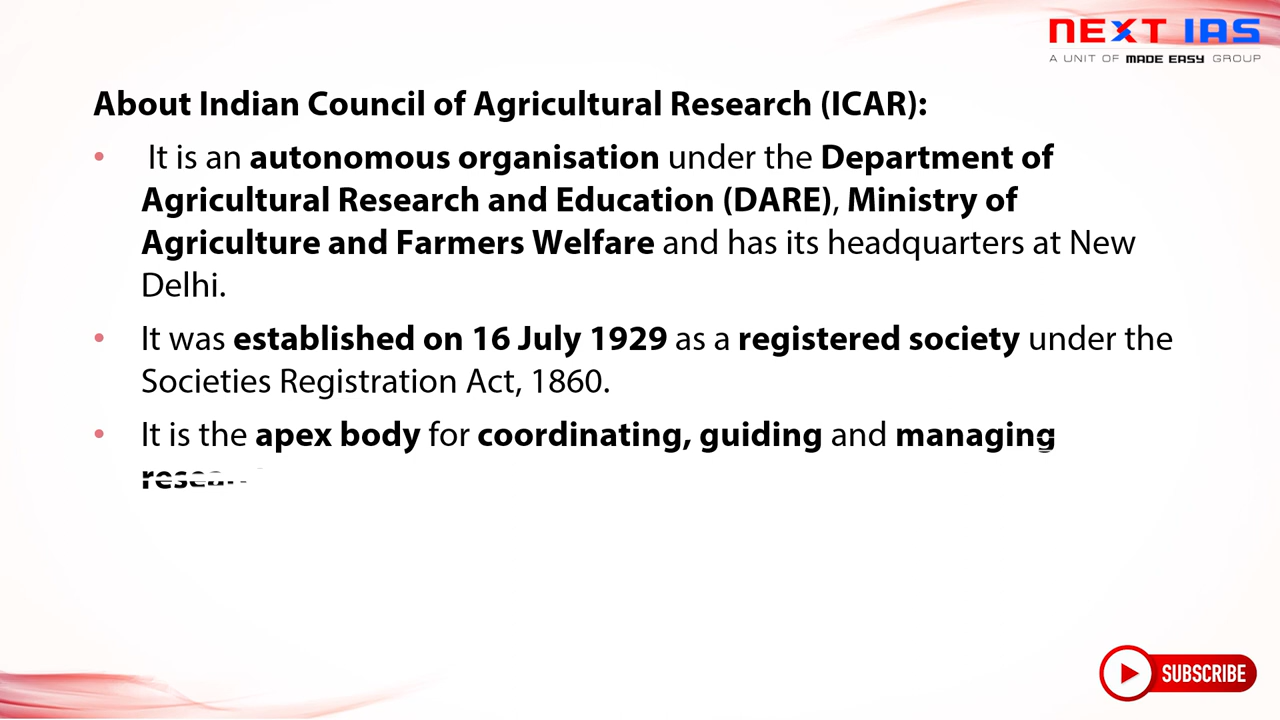 NEXT IAS
A UNIT OF MADE EASY GROUP
About Indian Council of Agricultural Research (ICAR):
• It is an autonomous organisation under the Department of
Agricultural Research and Education (DARE), Ministry of
Agriculture and Farmers Welfare and has its headquarters at New
Delhi.
• It was established on 16 July 1929 as a registered society under the
Societies Registration Act, 1860.
• It is the apex body for coordinating, guiding and managing
SUBSCRIBE